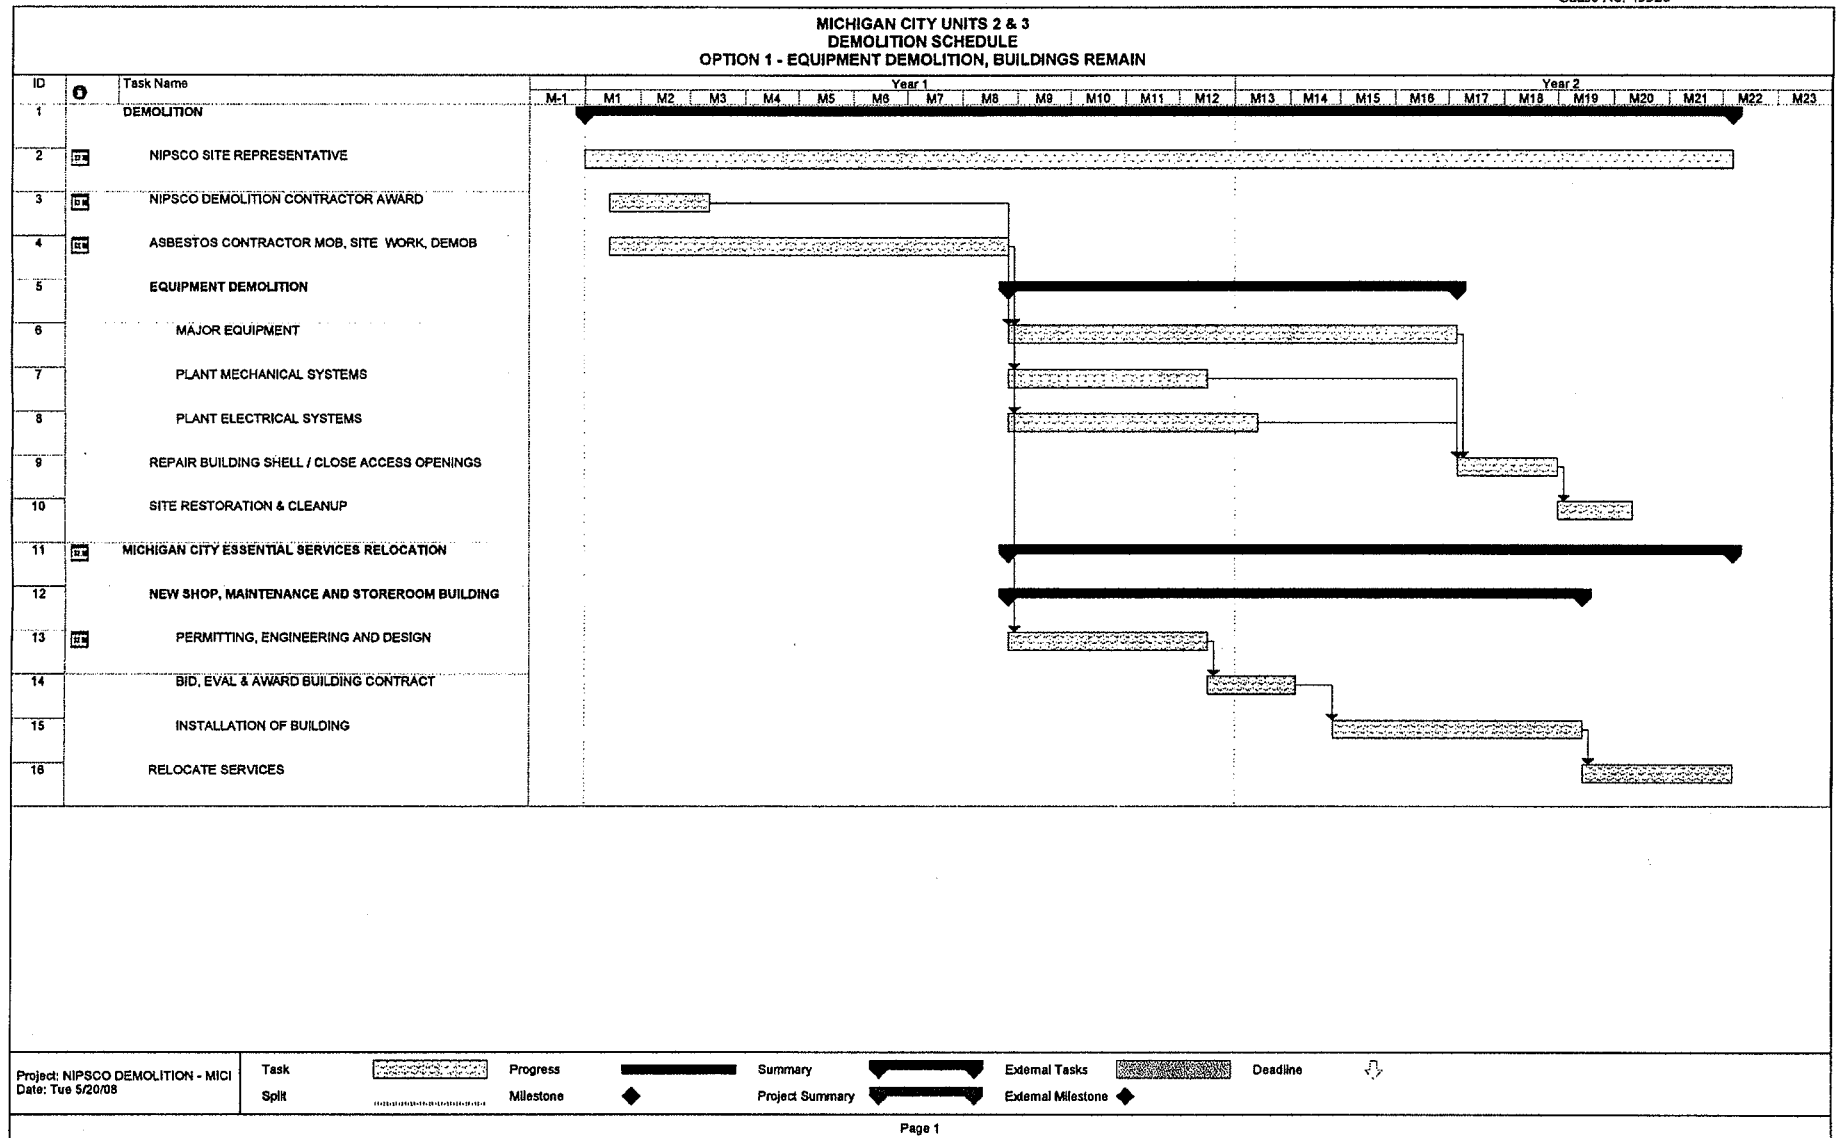 MICHIGAN CITY UNITS 2 & 3
DEMOLITION SCHEDULE
OPTION 1 - EQUIPMENT DEMOLITION, BUILDINGS REMAIN
ID Task Name Year 1 Year 2
M-1 M1 M2 M3 M4 M5 M6 M7 M8 M9 M10 M11 M12 M13 M14 M15 M16 M17 M18 M19 M20 M21 M22 M23
1 DEMOLITION
2 NIPSCO SITE REPRESENTATIVE
3 NIPSCO DEMOLITION CONTRACTOR AWARD
4 ASBESTOS CONTRACTOR MOB, SITE WORK, DEMOB
5 EQUIPMENT DEMOLITION
6 MAJOR EQUIPMENT
7 PLANT MECHANICAL SYSTEMS
8 PLANT ELECTRICAL SYSTEMS
9 REPAIR BUILDING SHELL / CLOSE ACCESS OPENINGS
10 SITE RESTORATION & CLEANUP
11 MICHIGAN CITY ESSENTIAL SERVICES RELOCATION
12 NEW SHOP, MAINTENANCE AND STOREROOM BUILDING
13 PERMITTING, ENGINEERING AND DESIGN
14 BID, EVAL & AWARD BUILDING CONTRACT
15 INSTALLATION OF BUILDING
16 RELOCATE SERVICES
Project: NIPSCO DEMOLITION - MICI
Date: Tue 5/20/08
Task Progress Summary External Tasks Deadline
Split Milestone Project Summary External Milestone
Page 1